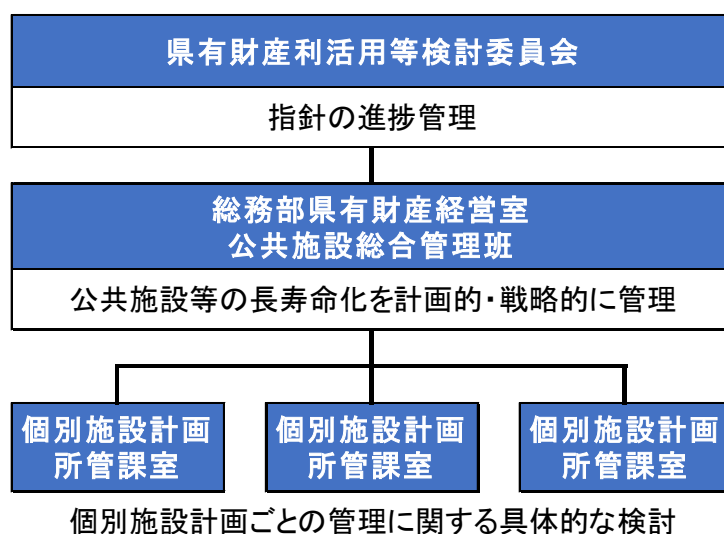 県有財産利活用等検討委員会
指針の進捗管理
総務部県有財産経営室
公共施設総合管理班
公共施設等の長寿命化を計画的・戦略的に管理
個別施設計画
所管課室
個別施設計画
所管課室
個別施設計画
所管課室
個別施設計画ごとの管理に関する具体的な検討